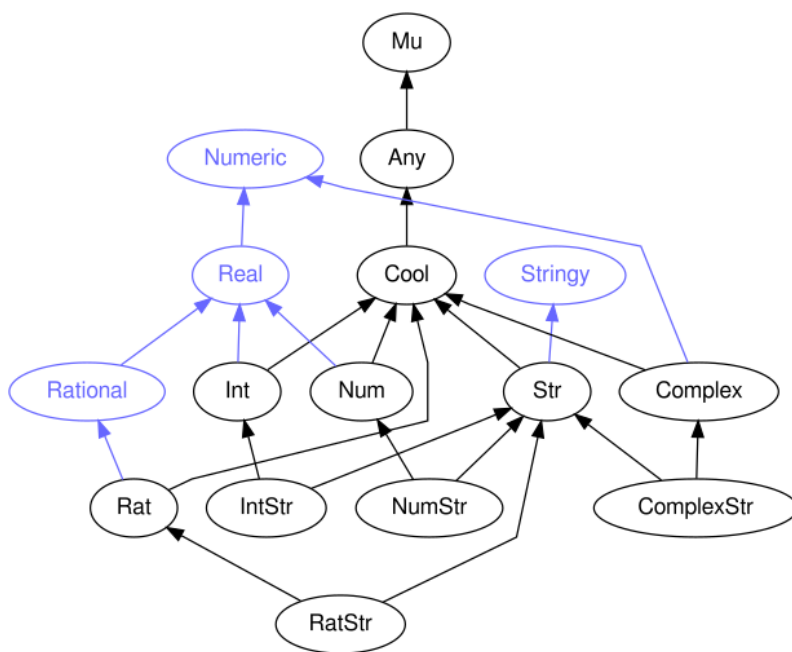 Mu
Numeric
Any
Real
Cool
Stringy
Rational
Int
Num
Str
Complex
Rat
IntStr
NumStr
ComplexStr
RatStr